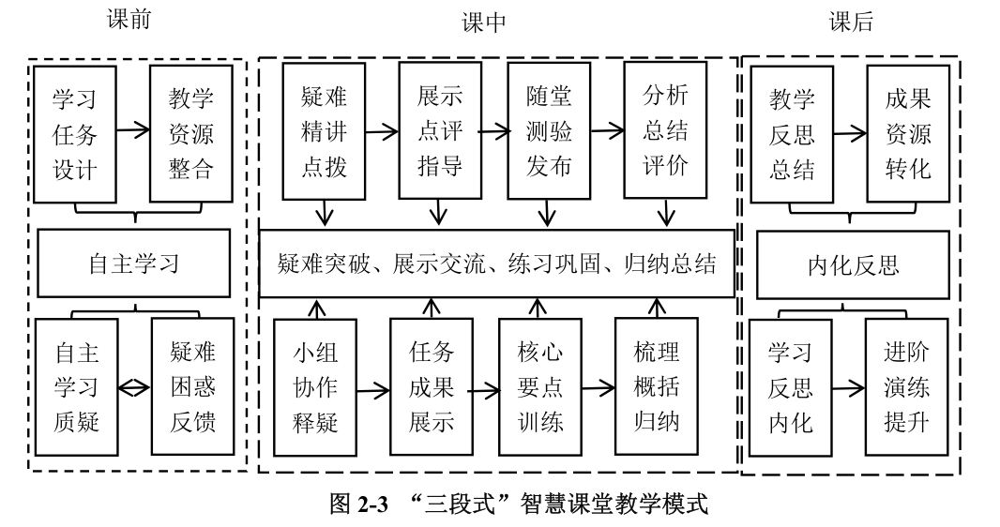 课前
课中
课后
学习
任务
设计
教学
资源
整合
疑难
精讲
点拨
展示
点评
指导
随堂
测验
发布
分析
总结
评价
教学
反思
总结
成果
资源
转化
自主学习
疑难突破、展示交流、练习巩固、归纳总结
内化反思
自主
学习
质疑
疑难
困惑
反馈
小组
协作
释疑
任务
成果
展示
核心
要点
训练
梳理
概括
归纳
学习
反思
内化
进阶
演练
提升
图 2-3 “三段式”智慧课堂教学模式